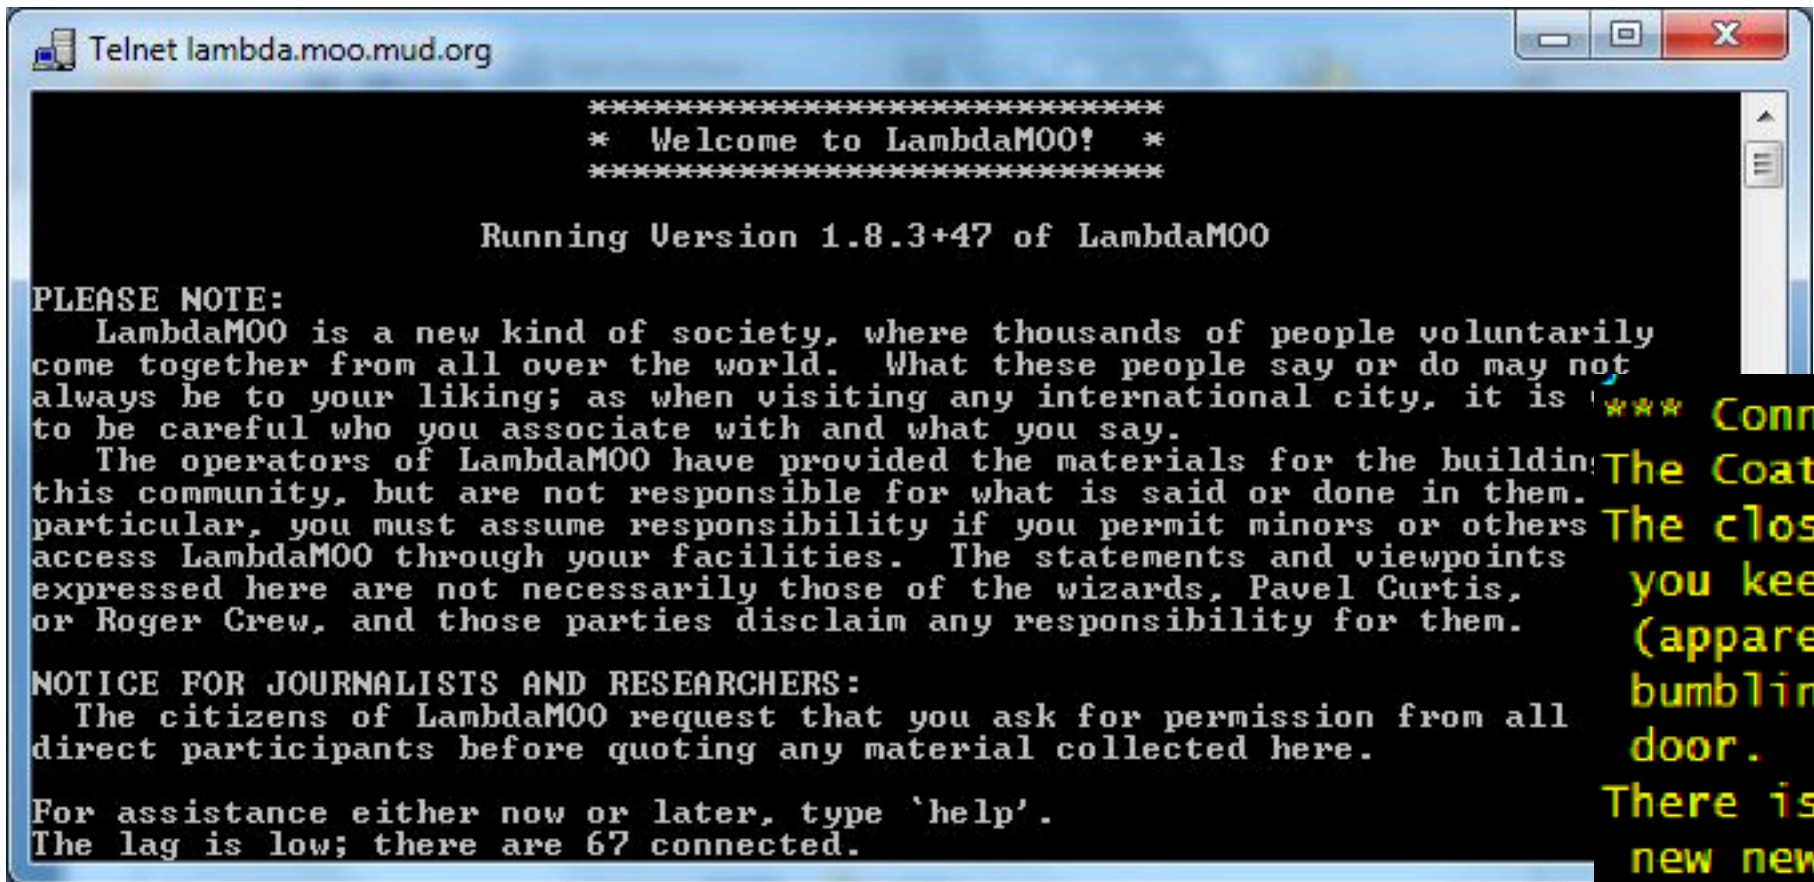 Telnet lambda.moo.mud.org
***************************
* Welcome to LambdaMOO! *
***************************
Running Version 1.8.3+47 of LambdaMOO
PLEASE NOTE:
LambdaMOO is a new kind of society, where thousands of people voluntarily
come together from all over the world. What these people say or do may not
always be to your liking; as when visiting any international city, it is
to be careful who you associate with and what you say.
The operators of LambdaMOO have provided the materials for the buildin
this community, but are not responsible for what is said or done in them.
particular, you must assume responsibility if you permit minors or others
access LambdaMOO through your facilities. The statements and viewpoints
expressed here are not necessarily those of the wizards, Pavel Curtis,
or Roger Crew, and those parties disclaim any responsibility for them.
NOTICE FOR JOURNALISTS AND RESEARCHERS:
The citizens of LambdaMOO request that you ask for permission from all
direct participants before quoting any material collected here.
For assistance either now or later, type `help'.
The lag is low; there are 67 connected.
*** Conn
The Coat
The clos
you kee
(appare
bumblin
door.
There is
new new